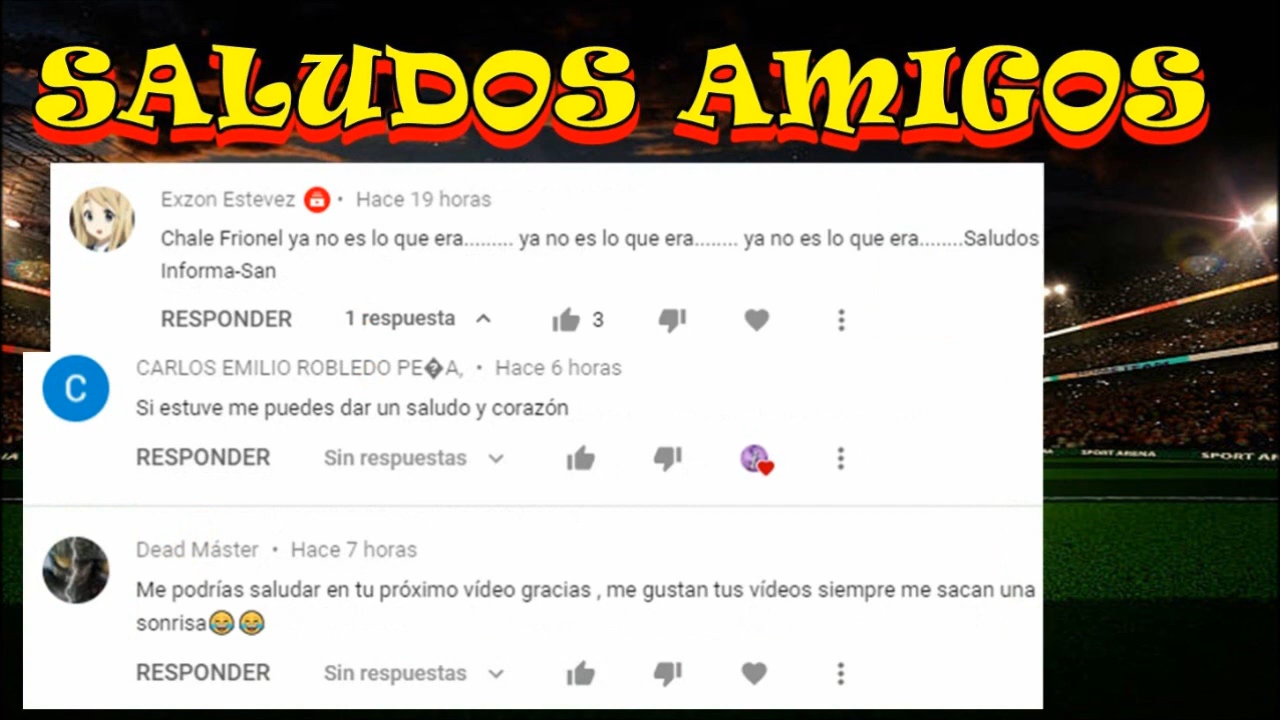 SALUDOS AMIGOS
Exzon Estevez · Hace 19 horas
Chale Frionel ya no es lo que era......... ya no es lo que era........ ya no es lo que era........Saludos
Informa-San
RESPONDER 1 respuesta 3
C
CARLOS EMILIO ROBLEDO PE�A, · Hace 6 horas
Si estuve me puedes dar un saludo y corazón
RESPONDER Sin respuestas
SPORT ARENA
Dead Máster · Hace 7 horas
Me podrías saludar en tu próximo vídeo gracias , me gustan tus vídeos siempre me sacan una
sonrisa😂😂
RESPONDER Sin respuestas